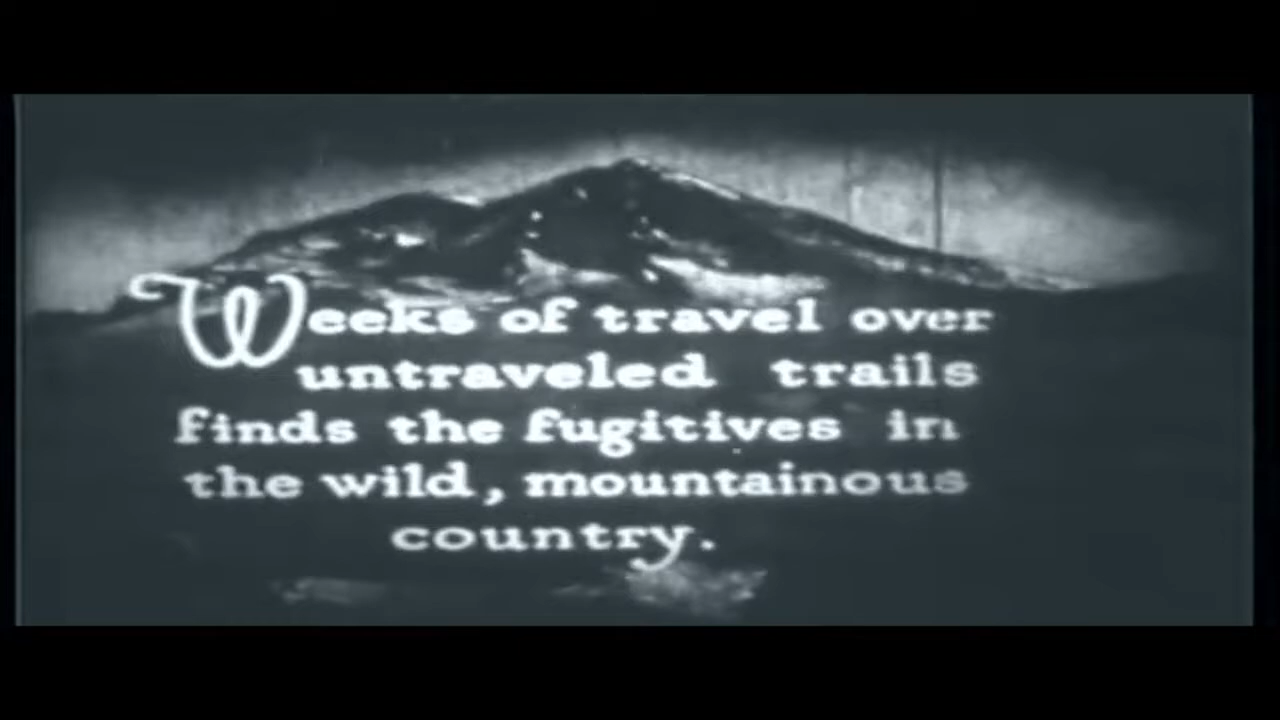 Weeks of travel over
untraveled trails
finds the fugitives in
the wild, mountainous
country.